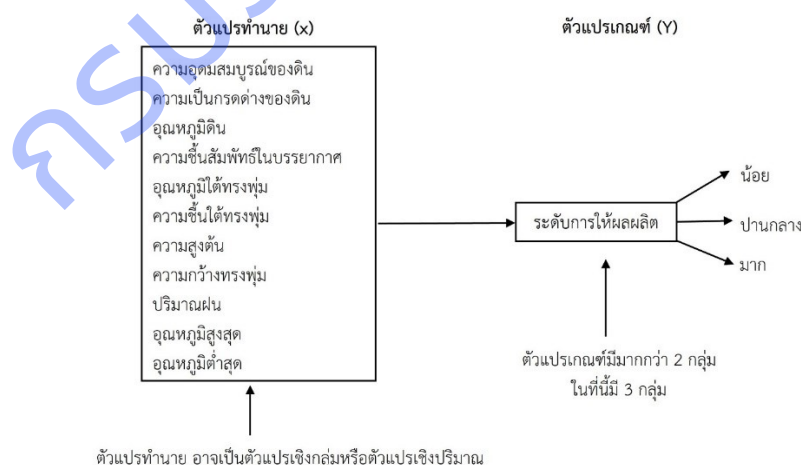 ตัวแปรทำนาย (x)
ความอุดมสมบูรณ์ของดิน
ความเป็นกรดด่างของดิน
อุณหภูมิดิน
ความชื้นสัมพัทธ์ในบรรยากาศ
อุณหภูมิใต้ทรงพุ่ม
ความชื้นใต้ทรงพุ่ม
ความสูงต้น
ความกว้างทรงพุ่ม
ปริมาณฝน
อุณหภูมิสูงสุด
อุณหภูมิต่ำสุด
ตัวแปรทำนาย อาจเป็นตัวแปรเชิงกลุ่มหรือตัวแปรเชิงปริมาณ
ตัวแปรเกณฑ์ (Y)
ระดับการให้ผลผลิต
น้อย
ปานกลาง
มาก
ตัวแปรเกณฑ์มีมากกว่า 2 กลุ่ม
ในที่นี้มี 3 กลุ่ม